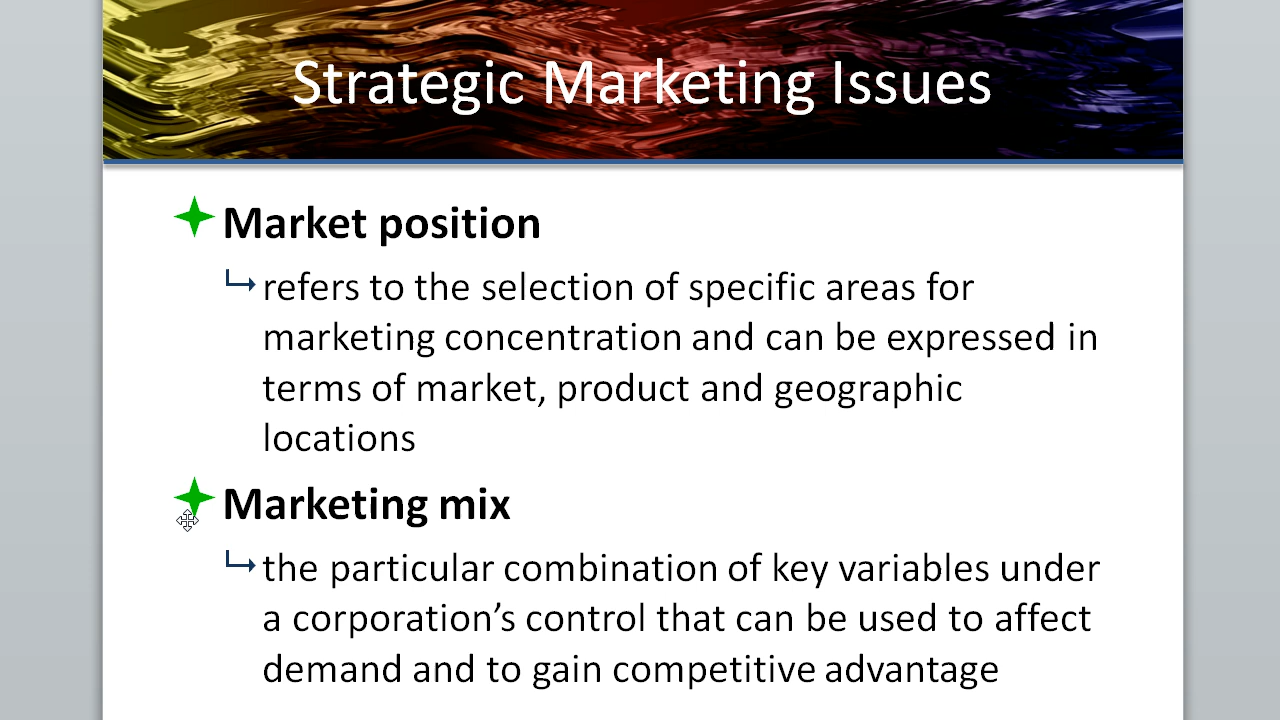 Strategic Marketing Issues
Market position
refers to the selection of specific areas for
marketing concentration and can be expressed in
terms of market, product and geographic
locations
Marketing mix
the particular combination of key variables under
a corporation’s control that can be used to affect
demand and to gain competitive advantage